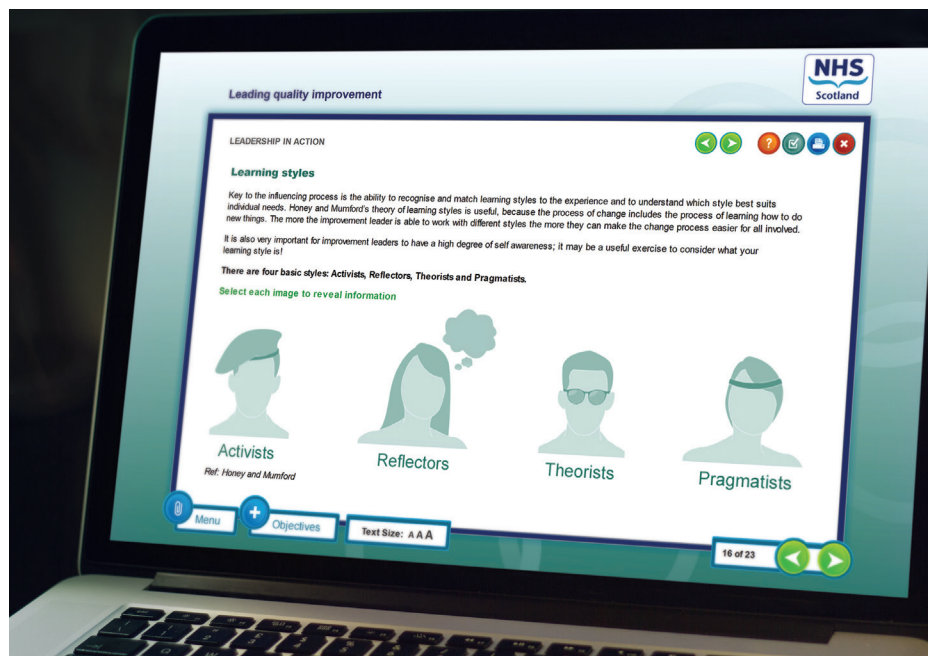 NHS
Scotland
Leading quality improvement
LEADERSHIP IN ACTION
?
Learning styles
Key to the influencing process is the ability to recognise and match learning styles to the experience and to understand which style best suits
individual needs. Honey and Mumford's theory of learning styles is useful, because the process of change includes the process of learning how to do
new things. The more the improvement leader is able to work with different styles the more they can make the change process easier for all involved.
It is also very important for improvement leaders to have a high degree of self awareness; it may be a useful exercise to consider what your
learning style is!
There are four basic styles: Activists, Reflectors, Theorists and Pragmatists.
Select each image to reveal information
Activists
Reflectors
Theorists
Pragmatists
Ref: Honey and Mumford
Menu
Objectives
Text Size: A A A
16 of 23